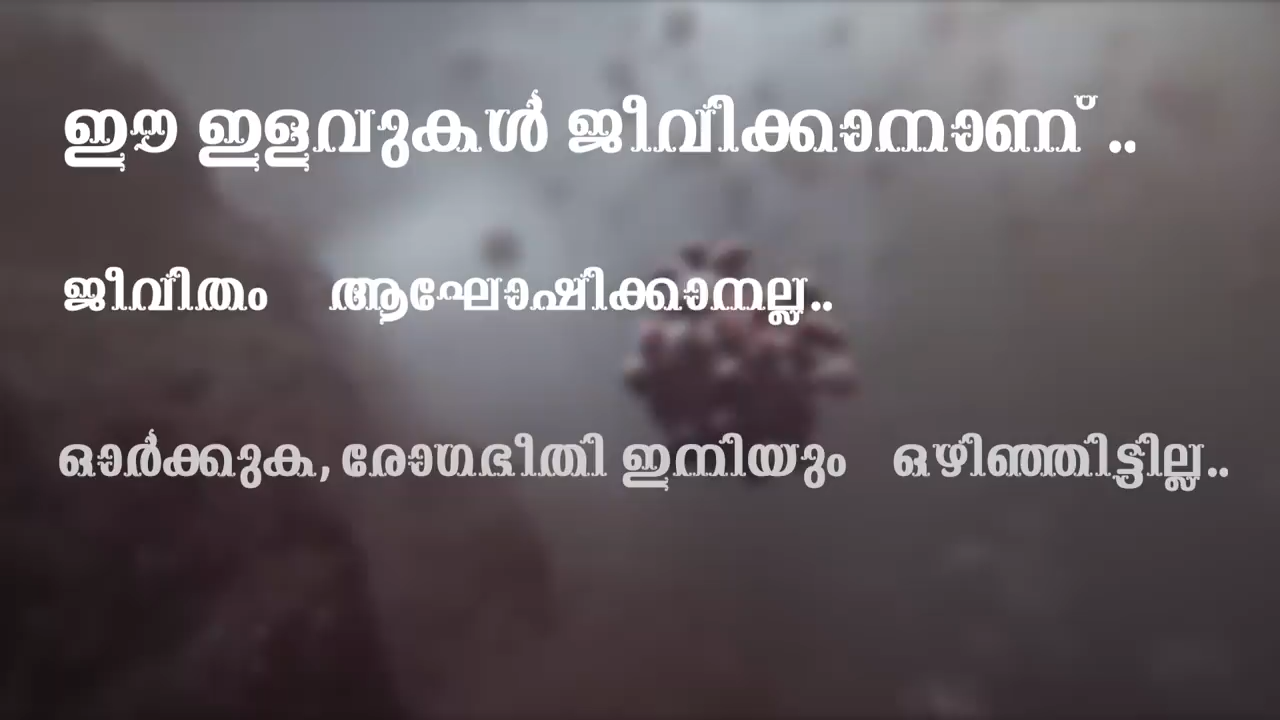 ഈ ഇളവുകൾ ജീവിക്കാനാണ് ..
ജീവിതം ആഘോഷിക്കാനല്ല..
ഓർക്കുക, രോഗഭീതി ഇനിയും ഒഴിഞ്ഞിട്ടില്ല..